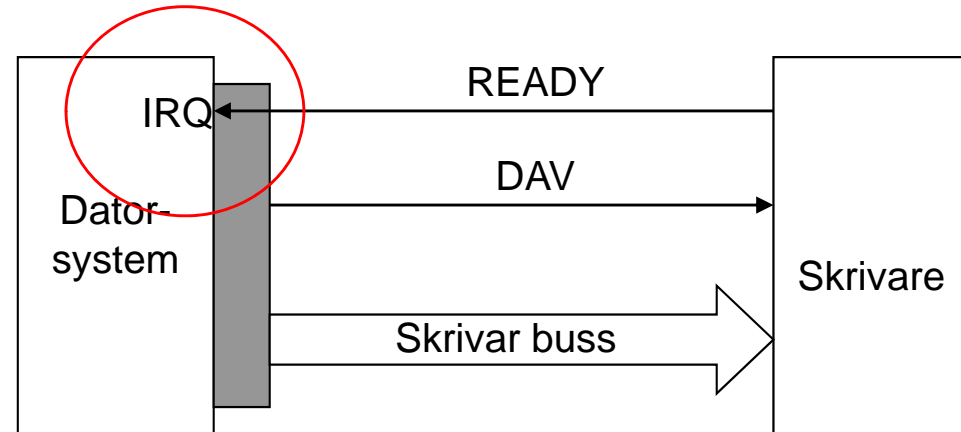 READY
IRQ
DAV
Dator-
system
Skrivare
Skrivar buss